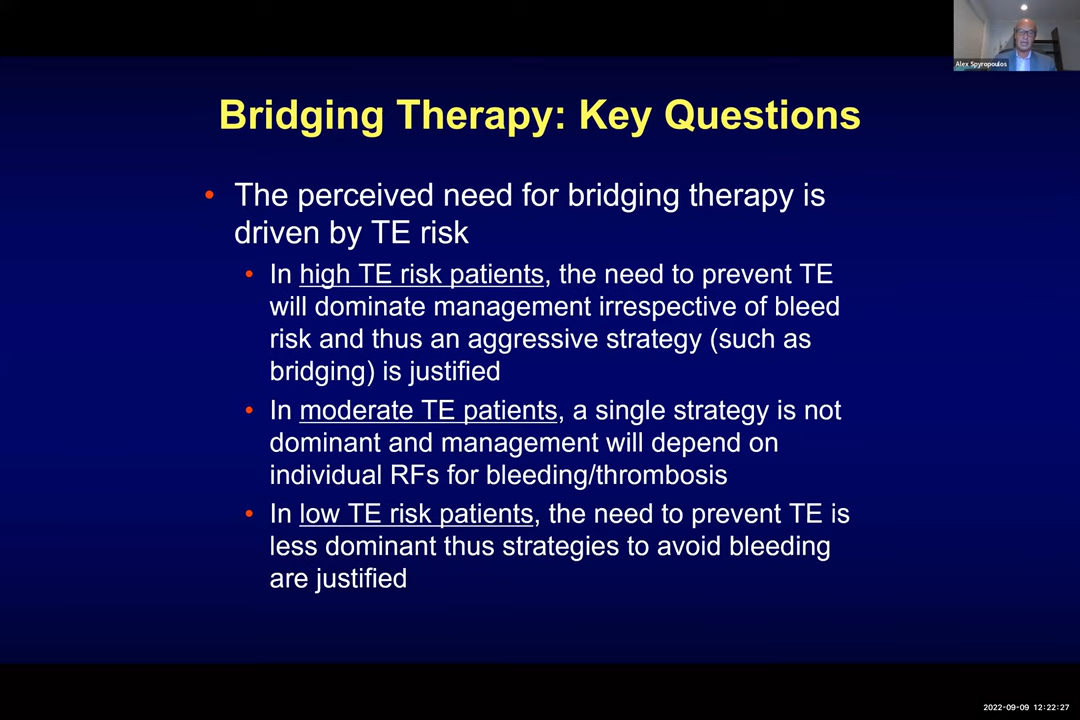 Alex Spyropoulos
Bridging Therapy: Key Questions
• The perceived need for bridging therapy is
driven by TE risk
• In high TE risk patients, the need to prevent TE
will dominate management irrespective of bleed
risk and thus an aggressive strategy (such as
bridging) is justified
• In moderate TE patients, a single strategy is not
dominant and management will depend on
individual RFs for bleeding/thrombosis
• In low TE risk patients, the need to prevent TE is
less dominant thus strategies to avoid bleeding
are justified
2022-09-09 12:22:27